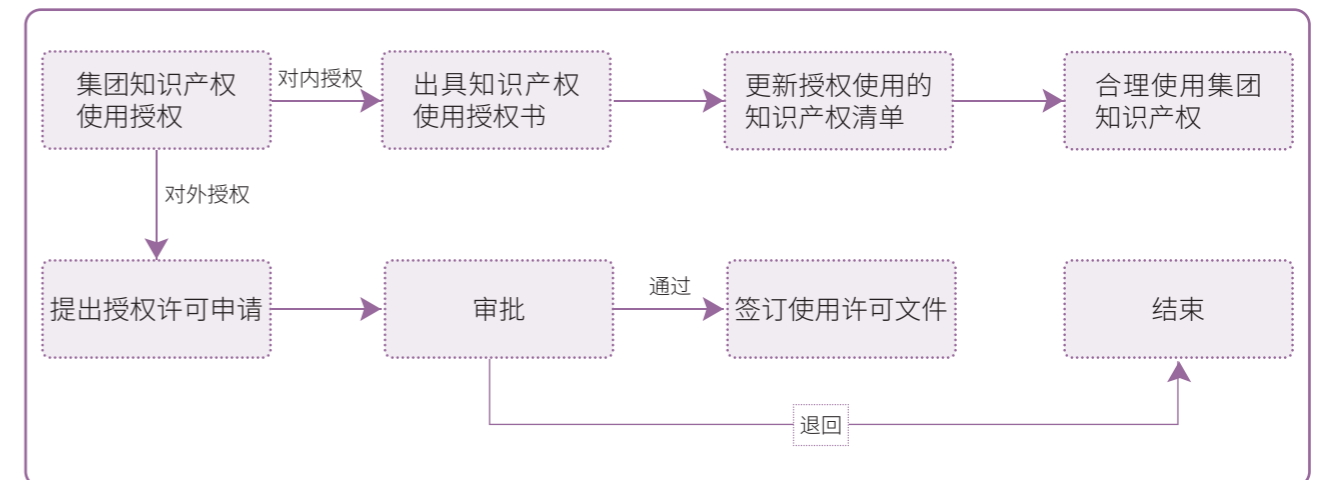 集团知识产权
使用授权
对内授权
出具知识产权
使用授权书
更新授权使用的
知识产权清单
合理使用集团
知识产权
对外授权
提出授权许可申请
审批
通过
签订使用许可文件
结束
退回